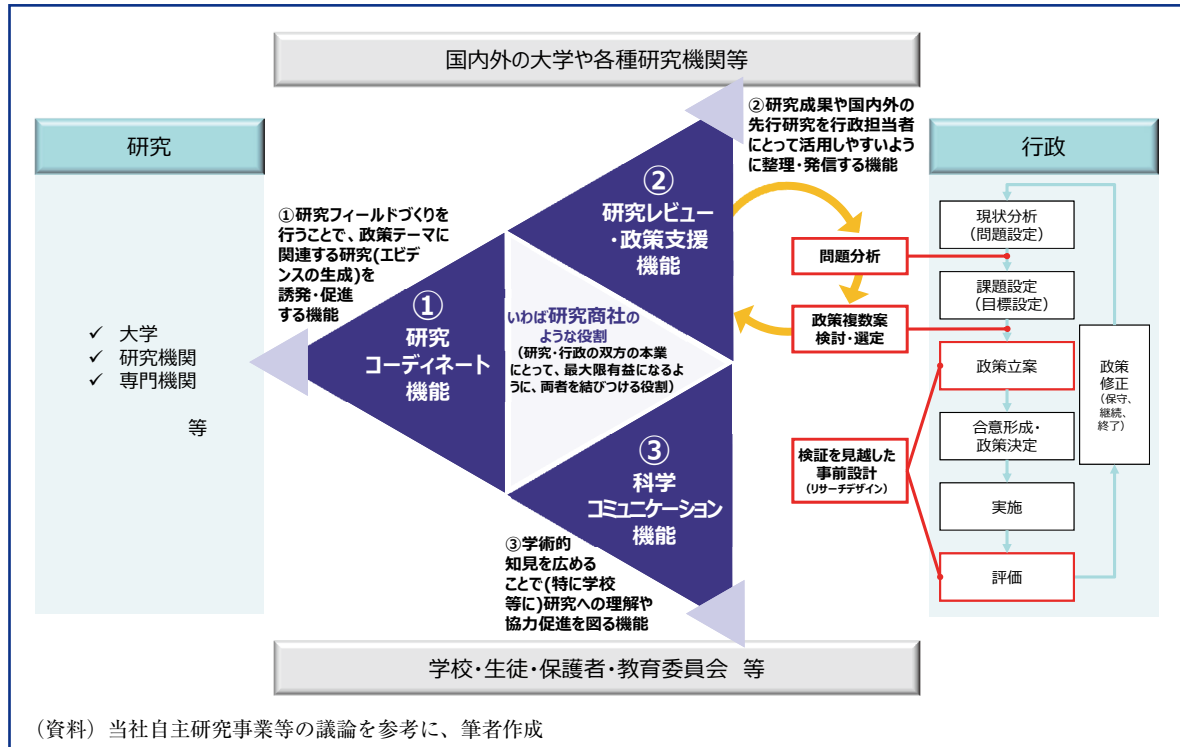 国内外の大学や各種研究機関等
研究
✓ 大学
✓ 研究機関
✓ 専門機関
等
①研究フィールドづくりを
行うことで、政策テーマに
関連する研究(エビデ
ンスの生成)を
誘発・促進
する機能
①
研究
コーディネート
機能
②
研究レビュー
・政策支援
機能
②研究成果や国内外の
先行研究を行政担当者
にとって活用しやすいよう
に整理・発信する機能
いわば研究商社の
ような役割
(研究・行政の双方の本業
にとって、最大限有益になるよ
うに、両者を結びつける役割)
③
科学
コミュニケーション
機能
③学術的
知見を広める
ことで(特に学校
等に)研究への理解や
協力促進を図る機能
問題分析
政策複数案
検討・選定
検証を見越した
事前設計
(リサーチデザイン)
行政
現状分析
(問題設定)
課題設定
(目標設定)
政策立案
合意形成・
政策決定
実施
評価
政策
修正
(保守、
継続、
終了)
学校・生徒・保護者・教育委員会 等
(資料)当社自主研究事業等の議論を参考に、筆者作成